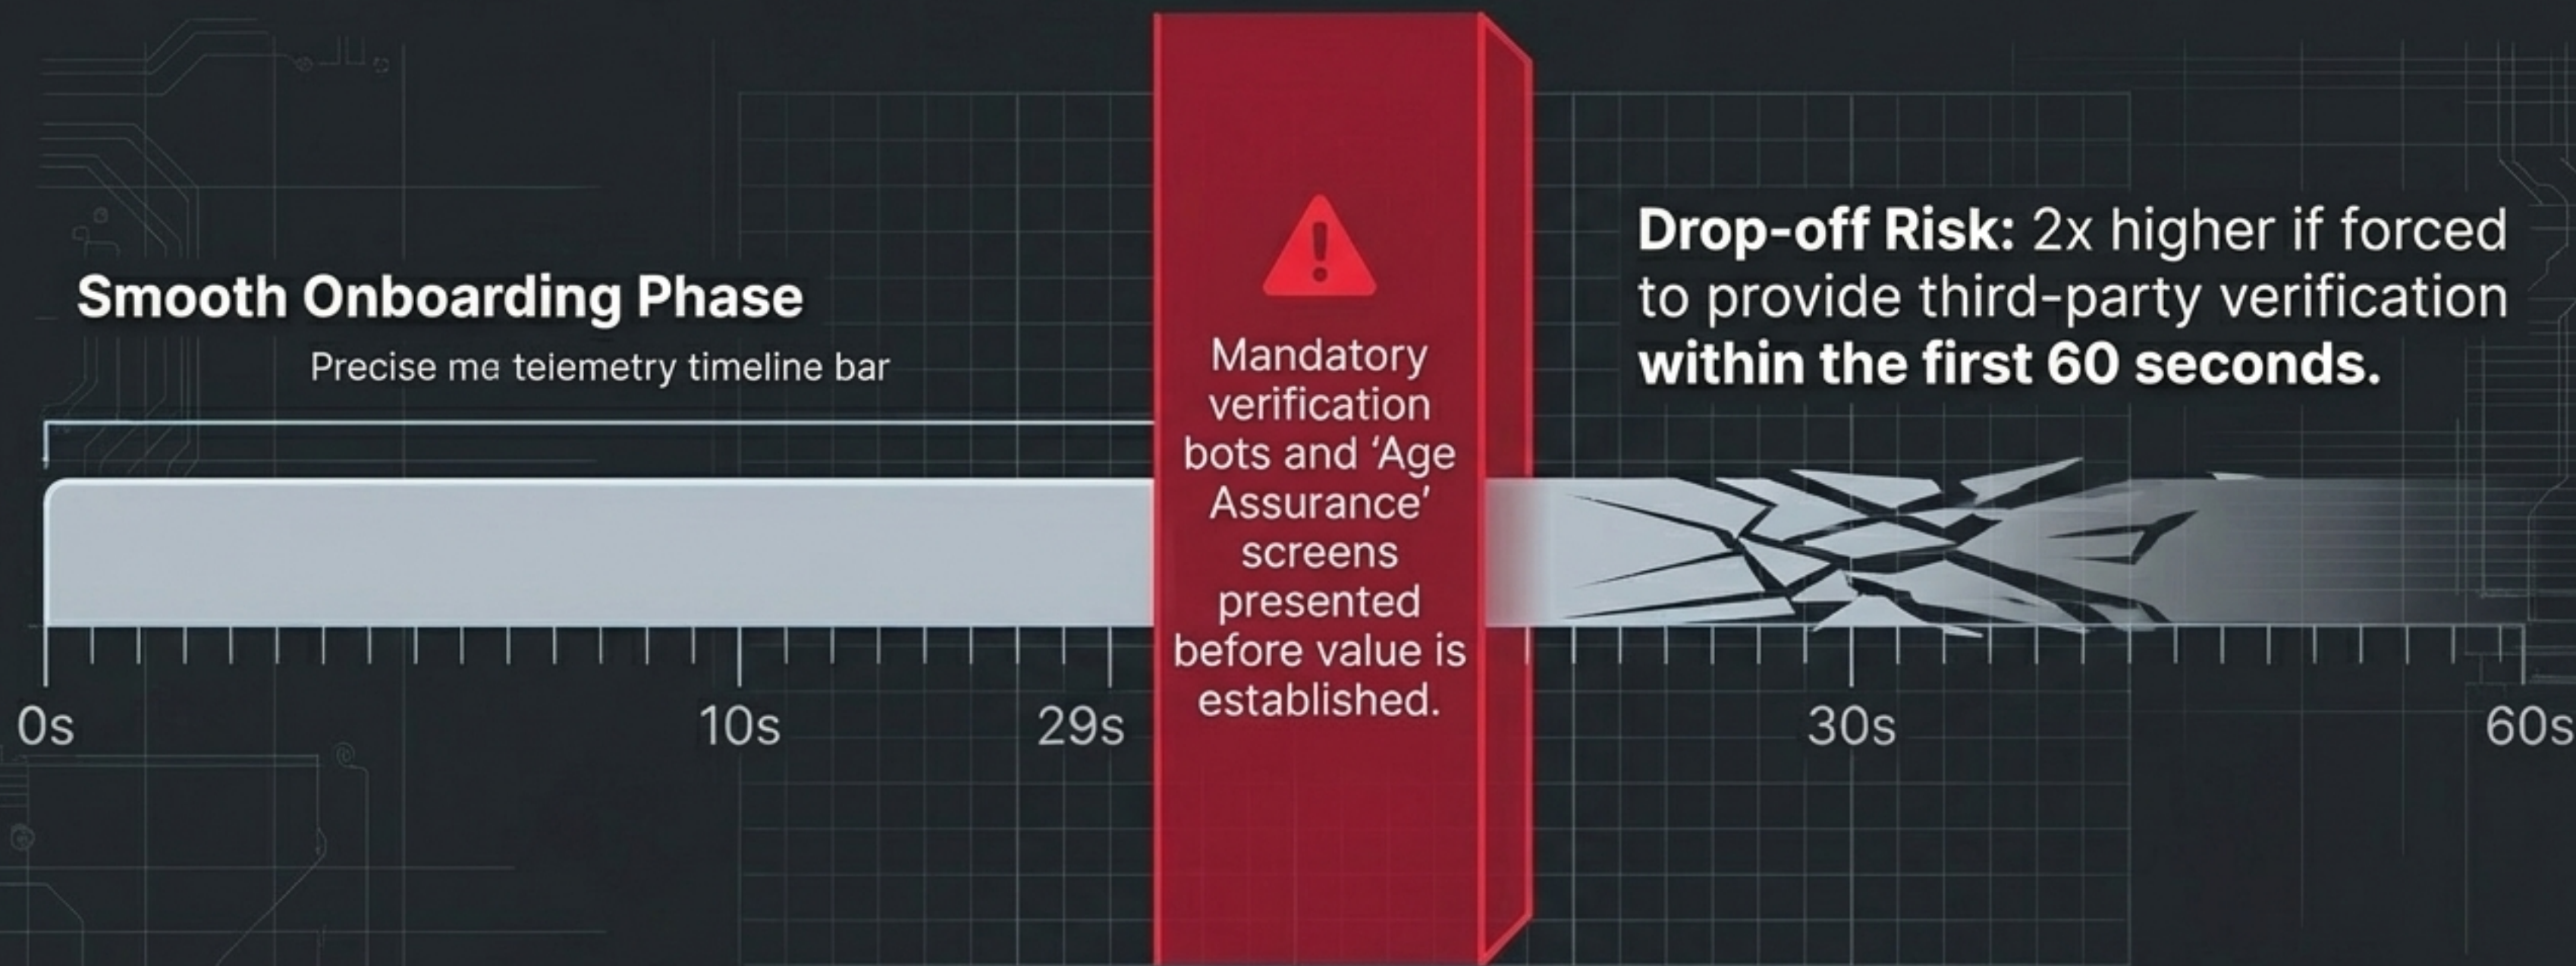 Smooth Onboarding Phase
Precise me telemetry timeline bar
Mandatory
verification
bots and ‘Age
Assurance’
screens
presented
before value is
established.
Drop-off Risk: 2x higher if forced
to provide third-party verification
within the first 60 seconds.
0s
10s
29s
30s
60s